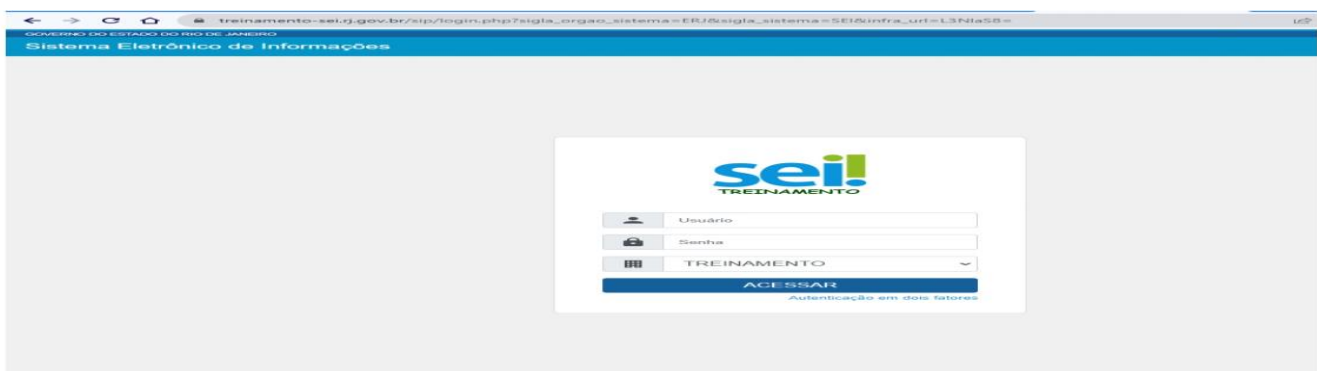 treinamento-sei.rj.gov.br/sip/login.php?sigla_orgao_sistema=ERJ&sigla_sistema=SEI&infra_url=L3NlaS8=
GOVERNO DO ESTADO DO RIO DE JANEIRO
Sistema Eletrônico de Informações
sei!
TREINAMENTO
Usuário
Senha
TREINAMENTO
ACESSAR
Autenticação em dois fatores